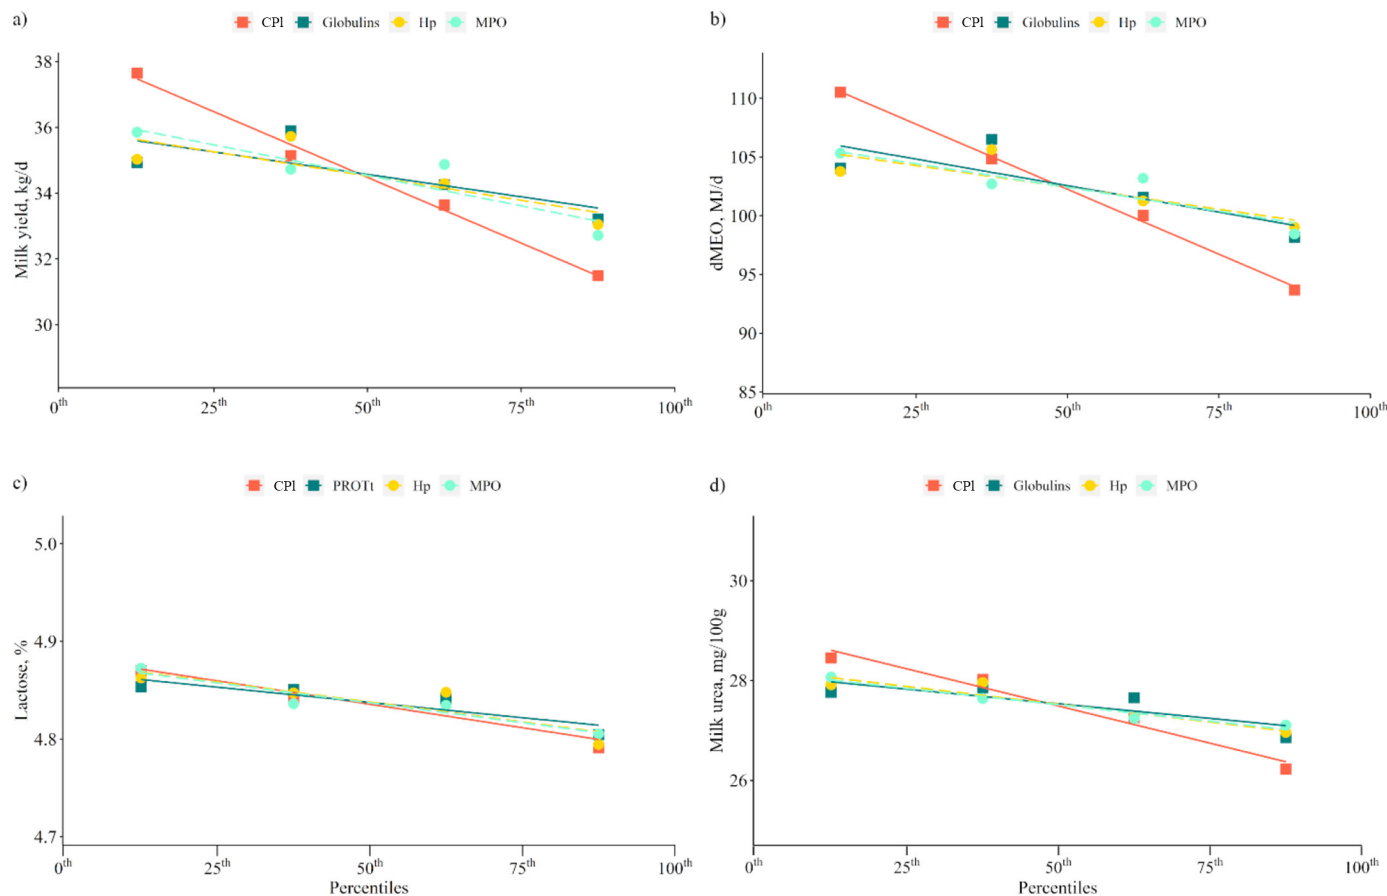 a) CPl Globulins Hp MPO
Milk yield, kg/d
38
36
34
32
30
0th 25th 50th 75th 100th
b) CPl Globulins Hp MPO
dMEO, MJ/d
110
105
100
95
90
85
0th 25th 50th 75th 100th
c) CPl PROTt Hp MPO
Lactose, %
5.0
4.9
4.8
4.7
0th 25th 50th 75th 100th
Percentiles
d) CPl Globulins Hp MPO
Milk urea, mg/100g
30
28
26
0th 25th 50th 75th 100th
Percentiles